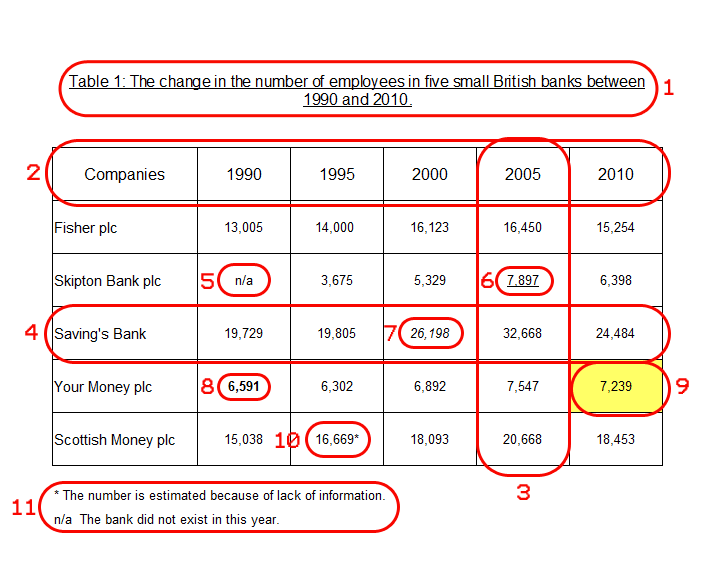 Table 1: The change in the number of employees in five small British banks between
1990 and 2010.
1
2 Companies 1990 1995 2000 2005 2010
Fisher plc 13,005 14,000 16,123 16,450 15,254
Skipton Bank plc 5 n/a 3,675 5,329 6 7,897 6,398
4 Saving's Bank 19,729 19,805 7 26,198 32,668 24,484
Your Money plc 8 6,591 6,302 6,892 7,547 7,239 9
Scottish Money plc 15,038 10 16,669* 18,093 20,668 18,453
3
* The number is estimated because of lack of information.
11
n/a The bank did not exist in this year.